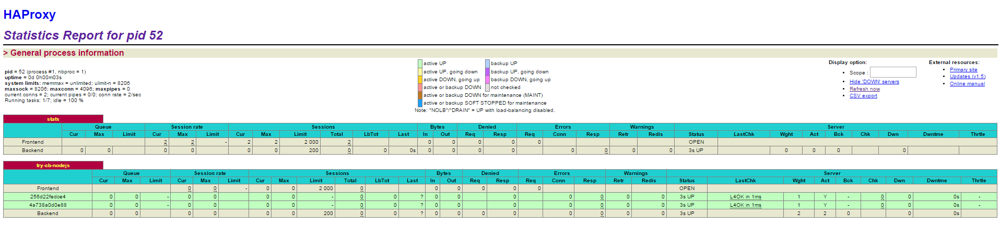 HAProxy
Statistics Report for pid 52
> General process information
pid = 52 (process #1, nbproc = 1)
uptime = 0d 0h00m03s
system limits: memmax = unlimited; ulimit-n = 8206
maxsock = 8206; maxconn = 4096; maxpipes = 0
current conns = 2; current pipes = 0/0; conn rate = 2/sec
Running tasks: 1/7; idle = 100 %
active UP backup UP
active UP, going down backup UP, going down
active DOWN, going up backup DOWN, going up
active or backup DOWN not checked
active or backup DOWN for maintenance (MAINT)
active or backup SOFT STOPPED for maintenance
Note: "NOLB"/"DRAIN" = UP with load-balancing disabled.
Display option:
• Scope :
• Hide 'DOWN' servers
• Refresh now
• CSV export
External resources:
• Primary site
• Updates (v1.5)
• Online manual
stats
Queue Session rate Sessions Bytes Denied Errors Warnings Server
Cur Max Limit Cur Max Limit Cur Max Limit Total LbTot Last In Out Req Resp Req Conn Resp Retr Redis Status LastChk Wght Act Bck Chk Dwn Dwntme Thrtle
Frontend 2 2 - 2 2 2 000 2 0 0 0 0 0 OPEN
Backend 0 0 0 0 0 0 200 0 0 0s 0 0 0 0 0 0 0 0 3s UP 0 0 0 0
try-cb-nodejs
Queue Session rate Sessions Bytes Denied Errors Warnings Server
Cur Max Limit Cur Max Limit Cur Max Limit Total LbTot Last In Out Req Resp Req Conn Resp Retr Redis Status LastChk Wght Act Bck Chk Dwn Dwntme Thrtle
Frontend 0 0 - 0 0 2 000 0 0 0 0 0 0 OPEN
256d22fedce4 0 0 - 0 0 0 0 - 0 0 ? 0 0 0 0 0 0 0 3s UP L4OK in 1ms 1 Y - 0 0 0s -
4a738a0d0e88 0 0 - 0 0 0 0 - 0 0 ? 0 0 0 0 0 0 0 3s UP L4OK in 1ms 1 Y - 0 0 0s -
Backend 0 0 0 0 0 0 200 0 0 ? 0 0 0 0 0 0 0 0 3s UP 2 2 0 0 0s